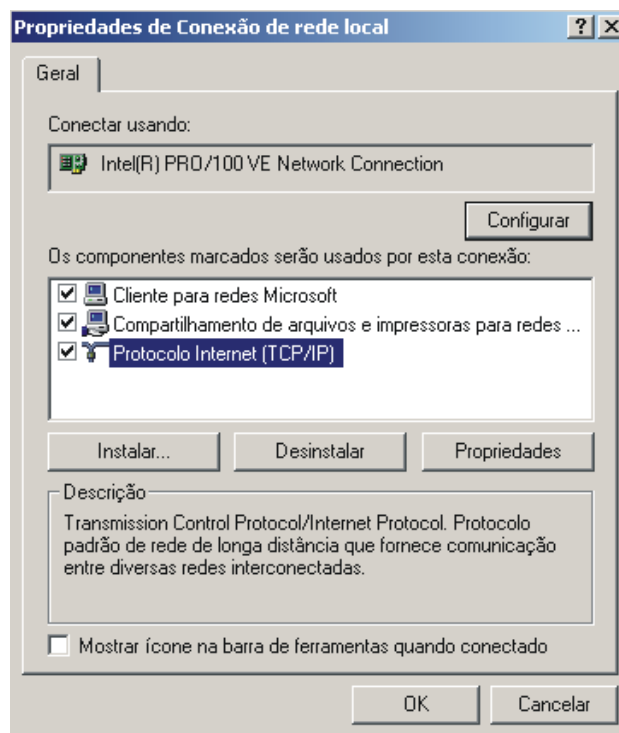 Propriedades de Conexão de rede local
Geral
Conectar usando:
Intel(R) PRO/100 VE Network Connection
Configurar
Os componentes marcados serão usados por esta conexão:
Cliente para redes Microsoft
Compartilhamento de arquivos e impressoras para redes ...
Protocolo Internet (TCP/IP)
Instalar... Desinstalar Propriedades
Descrição
Transmission Control Protocol/Internet Protocol. Protocolo
padrão de rede de longa distância que fornece comunicação
entre diversas redes interconectadas.
Mostrar ícone na barra de ferramentas quando conectado
OK Cancelar